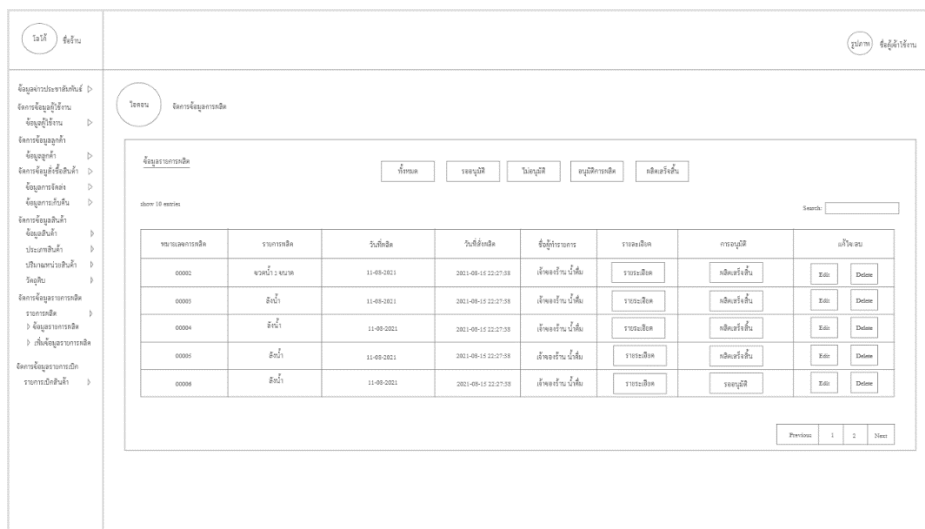 โลโก้ ชื่อร้าน
รูปภาพ ชื่อผู้เข้าใช้งาน
ข้อมูลข่าวประชาสัมพันธ์
จัดการข้อมูลผู้ใช้งาน
ข้อมูลผู้ใช้งาน
จัดการข้อมูลลูกค้า
ข้อมูลลูกค้า
จัดการข้อมูลสั่งซื้อสินค้า
ข้อมูลการจัดส่ง
ข้อมูลการเก็บคืน
จัดการข้อมูลสินค้า
ข้อมูลสินค้า
ประเภทสินค้า
ปริมาณหน่วยสินค้า
วัตถุดิบ
จัดการข้อมูลรายการผลิต
รายการผลิต
ข้อมูลรายการผลิต
เพิ่มข้อมูลรายการผลิต
จัดการข้อมูลรายการเบิก
รายการเบิกสินค้า
ไอคอน จัดการข้อมูลการผลิต
ข้อมูลรายการผลิต
ทั้งหมด รออนุมัติ ไม่อนุมัติ อนุมัติการผลิต ผลิตเสร็จสิ้น
show 10 entries
Search:
หมายเลขการผลิต รายการผลิต วันที่ผลิต วันที่สั่งผลิต ชื่อผู้ทำรายการ รายละเอียด การอนุมัติ แก้ไข/ลบ
00002 ขวดน้ำ 1 ขนาด 11-08-2021 2021-08-15 22:27:58 เจ้าของร้าน น้ำดื่ม รายละเอียด ผลิตเสร็จสิ้น Edit Delete
00003 ลังน้ำ 11-08-2021 2021-08-15 22:27:58 เจ้าของร้าน น้ำดื่ม รายละเอียด ผลิตเสร็จสิ้น Edit Delete
00004 ลังน้ำ 11-08-2021 2021-08-15 22:27:58 เจ้าของร้าน น้ำดื่ม รายละเอียด ผลิตเสร็จสิ้น Edit Delete
00005 ลังน้ำ 11-08-2021 2021-08-15 22:27:58 เจ้าของร้าน น้ำดื่ม รายละเอียด ผลิตเสร็จสิ้น Edit Delete
00006 ลังน้ำ 11-08-2021 2021-08-15 22:27:58 เจ้าของร้าน น้ำดื่ม รายละเอียด รออนุมัติ Edit Delete
Previous 1 2 Next